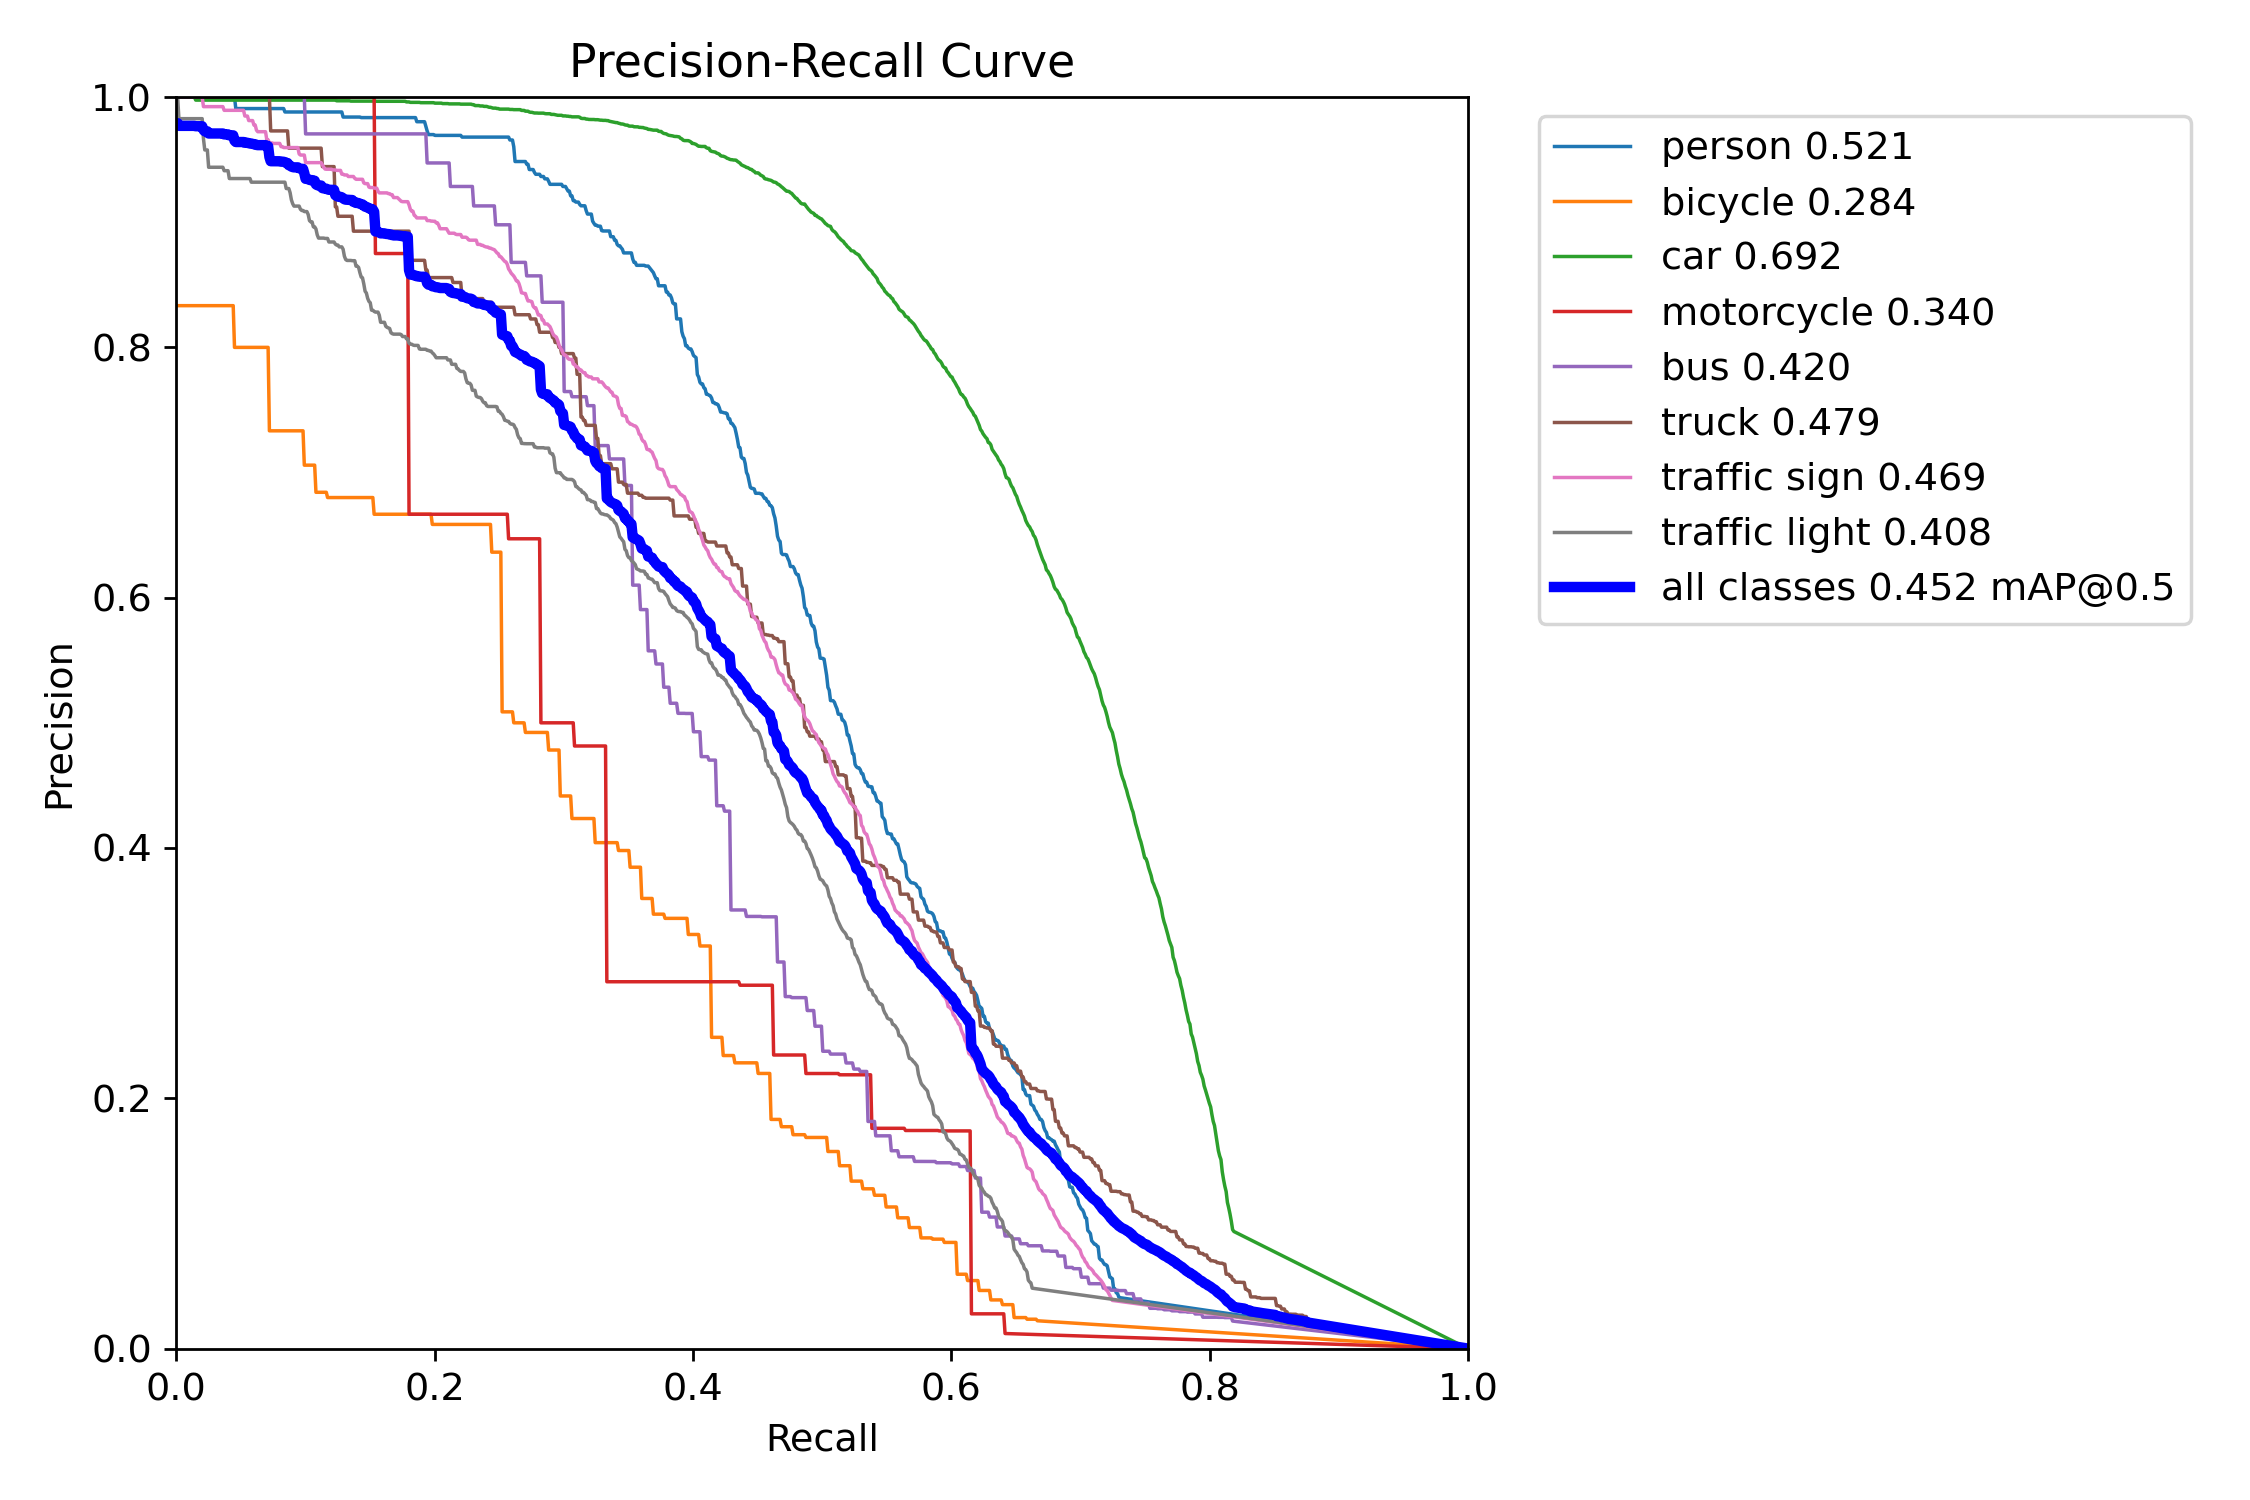 Precision-Recall Curve
1.0
0.8
0.6
0.4
0.2
0.0
Precision
0.0 0.2 0.4 0.6 0.8 1.0
Recall
person 0.521
bicycle 0.284
car 0.692
motorcycle 0.340
bus 0.420
truck 0.479
traffic sign 0.469
traffic light 0.408
all classes 0.452 mAP@0.5